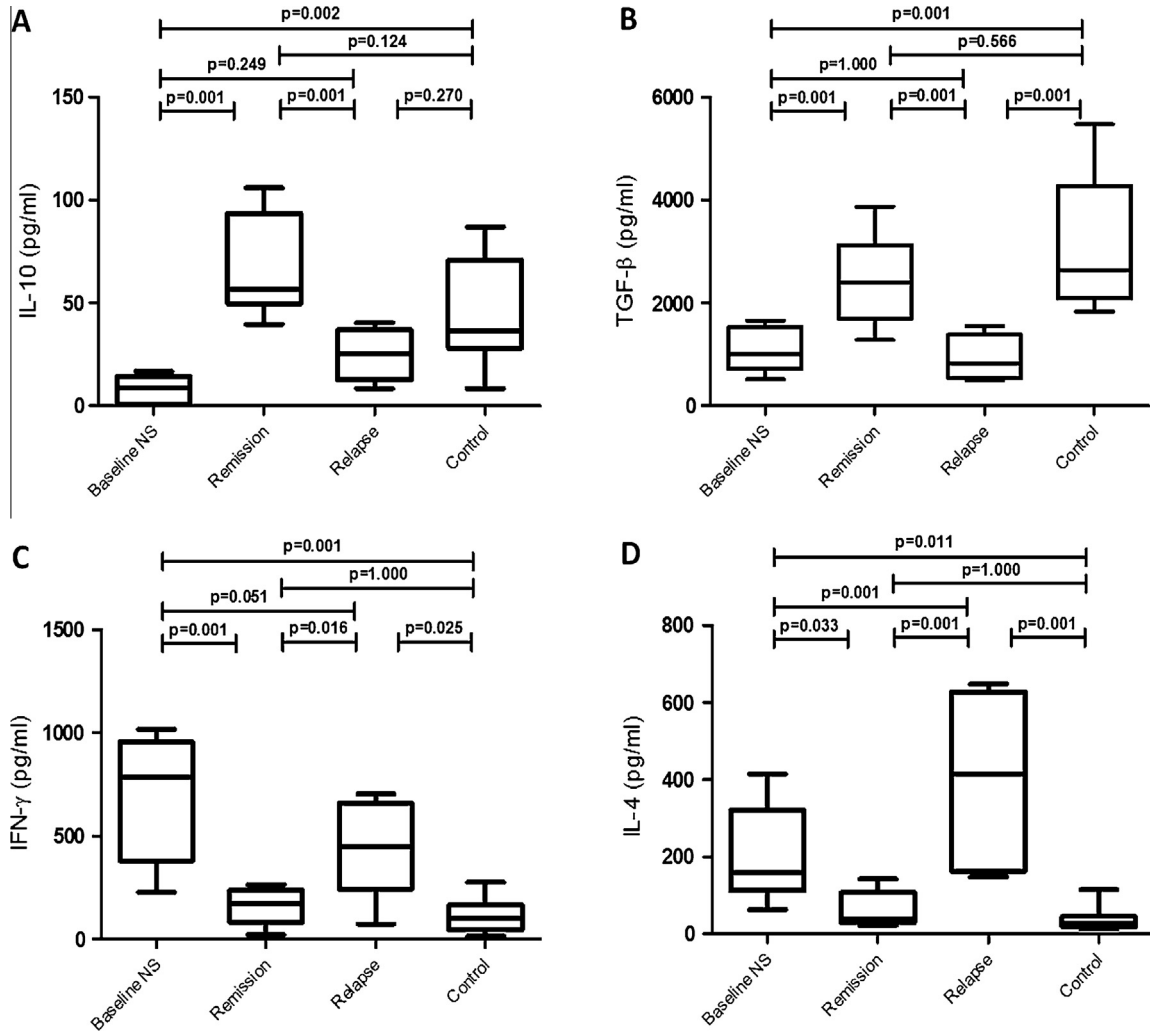 A
p=0.002
p=0.124
p=0.249
p=0.001 p=0.001 p=0.270
150
100
50
0
IL-10 (pg/ml)
Baseline NS
Remission
Relapse
Control
B
p=0.001
p=0.566
p=1.000
p=0.001 p=0.001 p=0.001
6000
4000
2000
0
TGF-β (pg/ml)
Baseline NS
Remission
Relapse
Control
C
p=0.001
p=1.000
p=0.051
p=0.001 p=0.016 p=0.025
1500
1000
500
0
IFN-γ (pg/ml)
Baseline NS
Remission
Relapse
Control
D
p=0.011
p=1.000
p=0.001
p=0.033 p=0.001 p=0.001
800
600
400
200
0
IL-4 (pg/ml)
Baseline NS
Remission
Relapse
Control